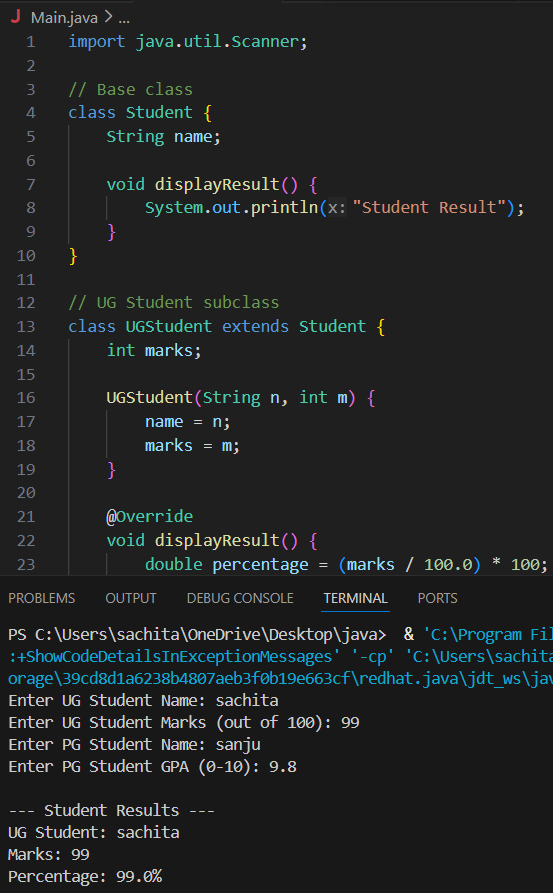 J Main.java > ...
1 import java.util.Scanner;
2
3 // Base class
4 class Student {
5 String name;
6
7 void displayResult() {
8 System.out.println(x: "Student Result");
9 }
10 }
11
12 // UG Student subclass
13 class UGStudent extends Student {
14 int marks;
15
16 UGStudent(String n, int m) {
17 name = n;
18 marks = m;
19 }
20
21 @Override
22 void displayResult() {
23 double percentage = (marks / 100.0) * 100;
PROBLEMS OUTPUT DEBUG CONSOLE TERMINAL PORTS
PS C:\Users\sachita\OneDrive\Desktop\java> & 'C:\Program Fil
:+ShowCodeDetailsInExceptionMessages' '-cp' 'C:\Users\sachita
orage\39cd8d1a6238b4807aeb3f0b19e663cf\redhat.java\jdt_ws\jav
Enter UG Student Name: sachita
Enter UG Student Marks (out of 100): 99
Enter PG Student Name: sanju
Enter PG Student GPA (0-10): 9.8

--- Student Results ---
UG Student: sachita
Marks: 99
Percentage: 99.0%